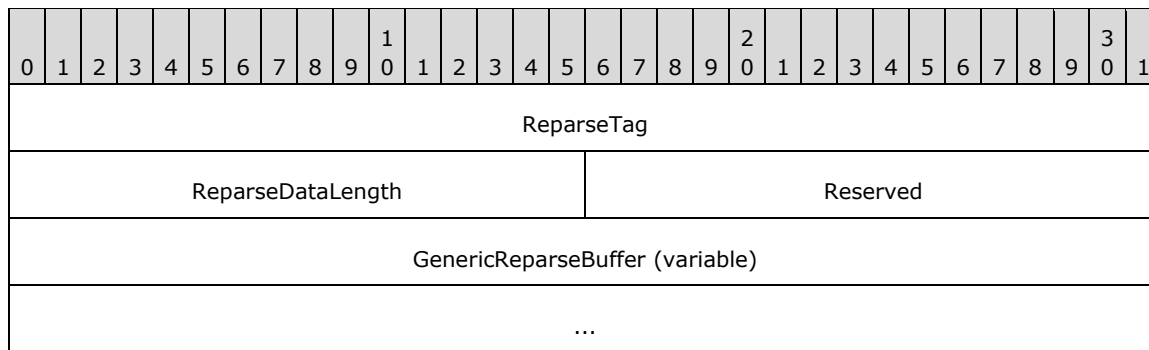 1 2 3
0 1 2 3 4 5 6 7 8 9 0 1 2 3 4 5 6 7 8 9 0 1 2 3 4 5 6 7 8 9 0 1
ReparseTag
ReparseDataLength Reserved
GenericReparseBuffer (variable)
...